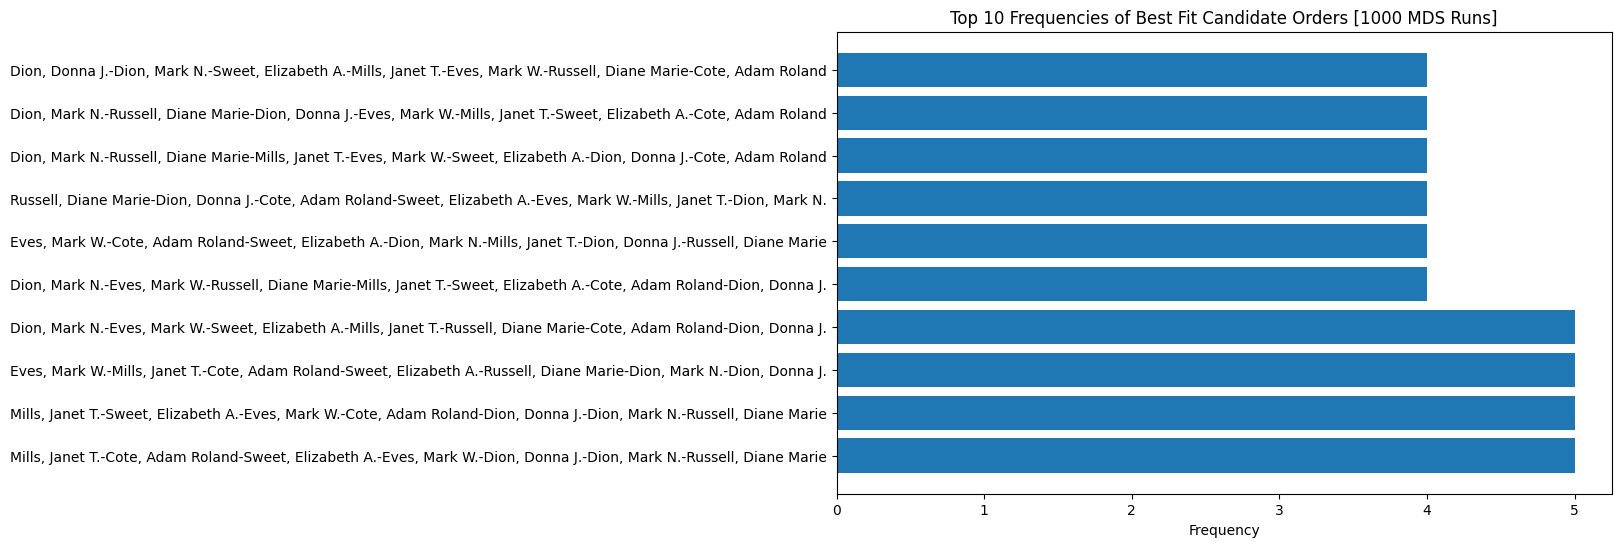 Top 10 Frequencies of Best Fit Candidate Orders [1000 MDS Runs]
Dion, Donna J.-Dion, Mark N.-Sweet, Elizabeth A.-Mills, Janet T.-Eves, Mark W.-Russell, Diane Marie-Cote, Adam Roland
Dion, Mark N.-Russell, Diane Marie-Dion, Donna J.-Eves, Mark W.-Mills, Janet T.-Sweet, Elizabeth A.-Cote, Adam Roland
Dion, Mark N.-Russell, Diane Marie-Mills, Janet T.-Eves, Mark W.-Sweet, Elizabeth A.-Dion, Donna J.-Cote, Adam Roland
Russell, Diane Marie-Dion, Donna J.-Cote, Adam Roland-Sweet, Elizabeth A.-Eves, Mark W.-Mills, Janet T.-Dion, Mark N.
Eves, Mark W.-Cote, Adam Roland-Sweet, Elizabeth A.-Dion, Mark N.-Mills, Janet T.-Dion, Donna J.-Russell, Diane Marie
Dion, Mark N.-Eves, Mark W.-Russell, Diane Marie-Mills, Janet T.-Sweet, Elizabeth A.-Cote, Adam Roland-Dion, Donna J.
Dion, Mark N.-Eves, Mark W.-Sweet, Elizabeth A.-Mills, Janet T.-Russell, Diane Marie-Cote, Adam Roland-Dion, Donna J.
Eves, Mark W.-Mills, Janet T.-Cote, Adam Roland-Sweet, Elizabeth A.-Russell, Diane Marie-Dion, Mark N.-Dion, Donna J.
Mills, Janet T.-Sweet, Elizabeth A.-Eves, Mark W.-Cote, Adam Roland-Dion, Donna J.-Dion, Mark N.-Russell, Diane Marie
Mills, Janet T.-Cote, Adam Roland-Sweet, Elizabeth A.-Eves, Mark W.-Dion, Donna J.-Dion, Mark N.-Russell, Diane Marie
0 1 2 3 4 5
Frequency